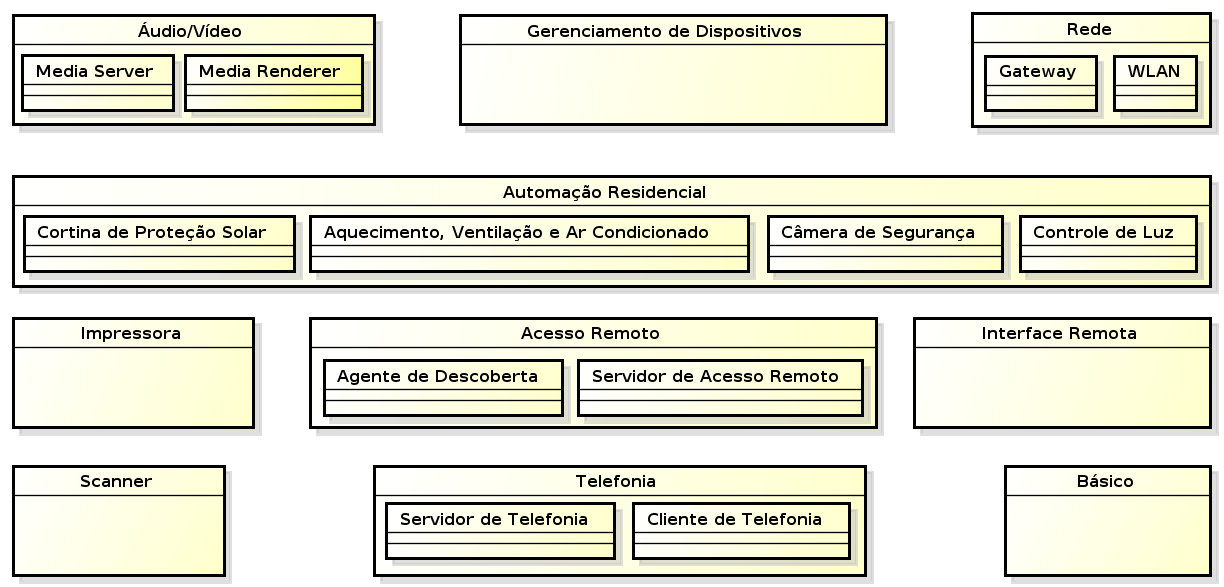 Áudio/Vídeo
Media Server
Media Renderer
Gerenciamento de Dispositivos
Rede
Gateway
WLAN
Automação Residencial
Cortina de Proteção Solar
Aquecimento, Ventilação e Ar Condicionado
Câmera de Segurança
Controle de Luz
Impressora
Acesso Remoto
Agente de Descoberta
Servidor de Acesso Remoto
Interface Remota
Scanner
Telefonia
Servidor de Telefonia
Cliente de Telefonia
Básico